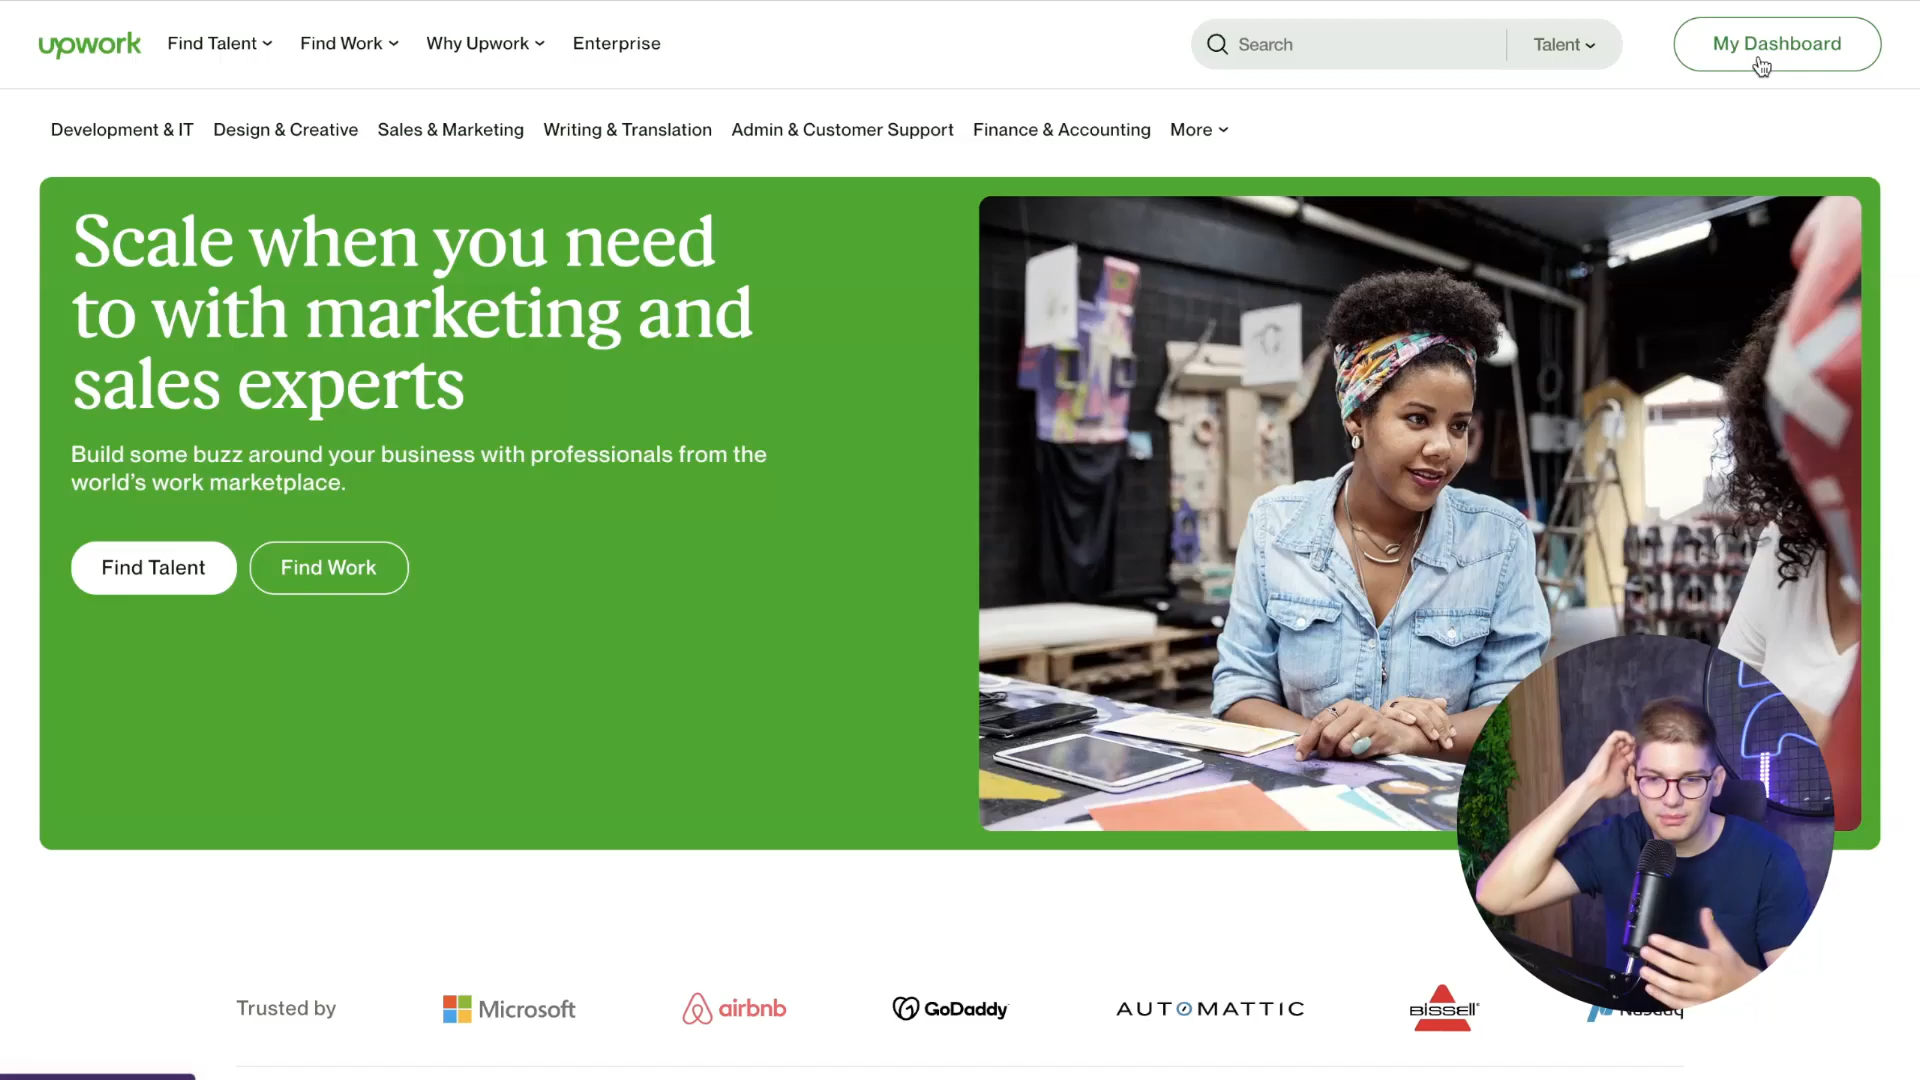 upwork Find Talent Find Work Why Upwork Enterprise Search Talent My Dashboard
Development & IT Design & Creative Sales & Marketing Writing & Translation Admin & Customer Support Finance & Accounting More
Scale when you need
to with marketing and
sales experts
Build some buzz around your business with professionals from the
world’s work marketplace.
Find Talent Find Work
Trusted by Microsoft airbnb GoDaddy AUTOMATTIC BISSELL Nasdaq